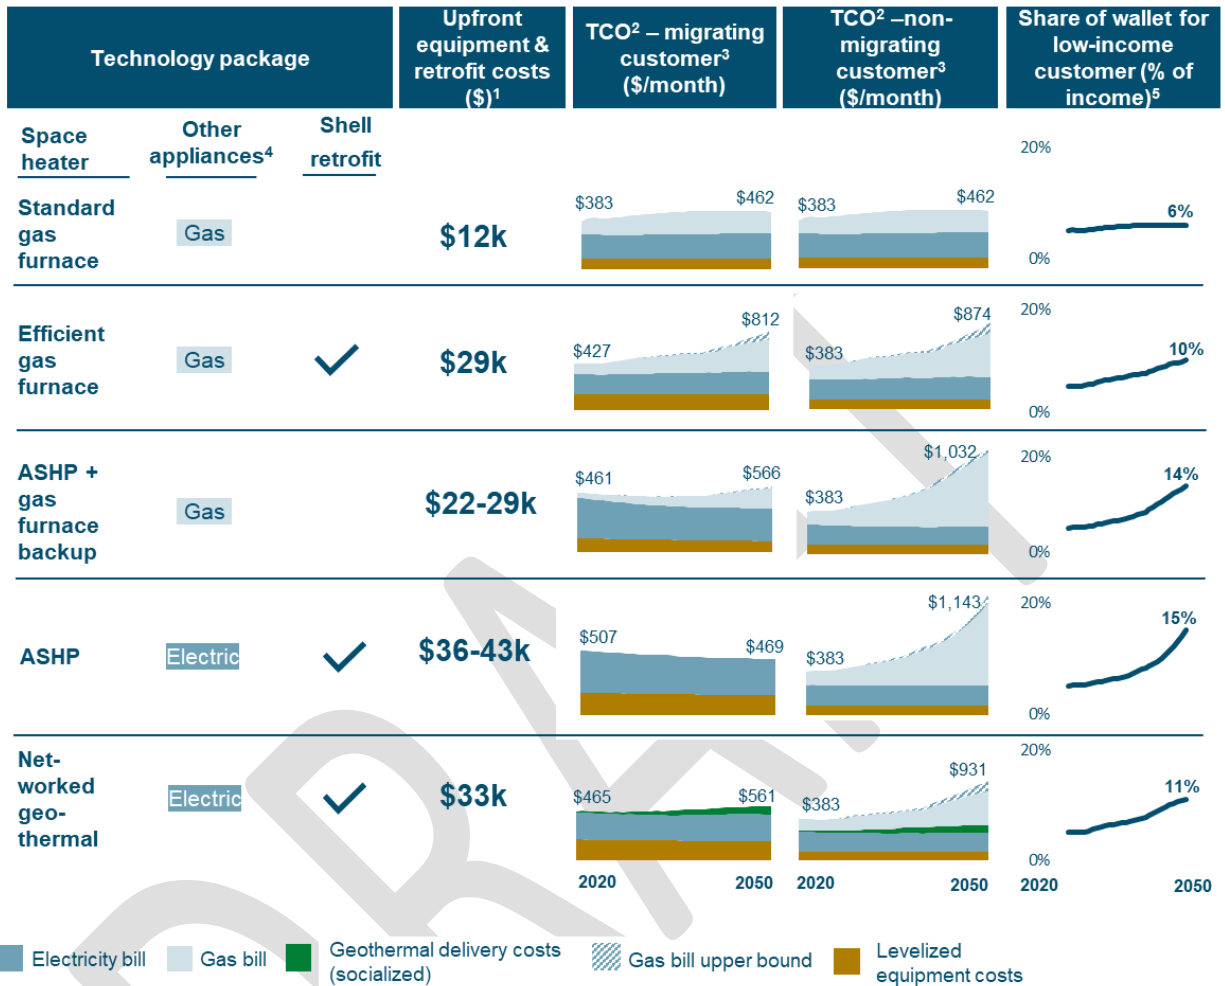 Technology package
Upfront
equipment &
retrofit costs
($)¹
TCO² – migrating
customer³
($/month)
TCO² –non-
migrating
customer³
($/month)
Share of wallet for
low-income
customer (% of
income)⁵
Space
heater
Other
appliances⁴
Shell
retrofit
20%
Standard
gas
furnace
Gas
$12k
$383
$462
$383
$462
6%
0%
Efficient
gas
furnace
Gas
$29k
$427
$812
$383
$874
20%
10%
0%
ASHP +
gas
furnace
backup
Gas
$22-29k
$461
$566
$383
$1,032
20%
14%
0%
ASHP
Electric
$36-43k
$507
$469
$383
$1,143
20%
15%
0%
Net-
worked
geo-
thermal
Electric
$33k
$465
$561
$383
$931
20%
11%
0%
2020
2050
2020
2050
2020
2050
Electricity bill
Gas bill
Geothermal delivery costs
(socialized)
Gas bill upper bound
Levelized
equipment costs
DRAFT